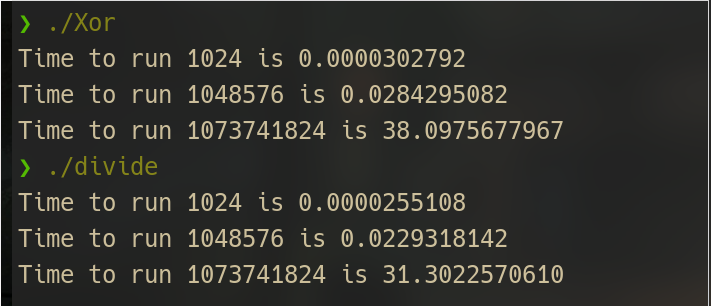 ❯ ./Xor
Time to run 1024 is 0.0000302792
Time to run 1048576 is 0.0284295082
Time to run 1073741824 is 38.0975677967
❯ ./divide
Time to run 1024 is 0.0000255108
Time to run 1048576 is 0.0229318142
Time to run 1073741824 is 31.3022570610